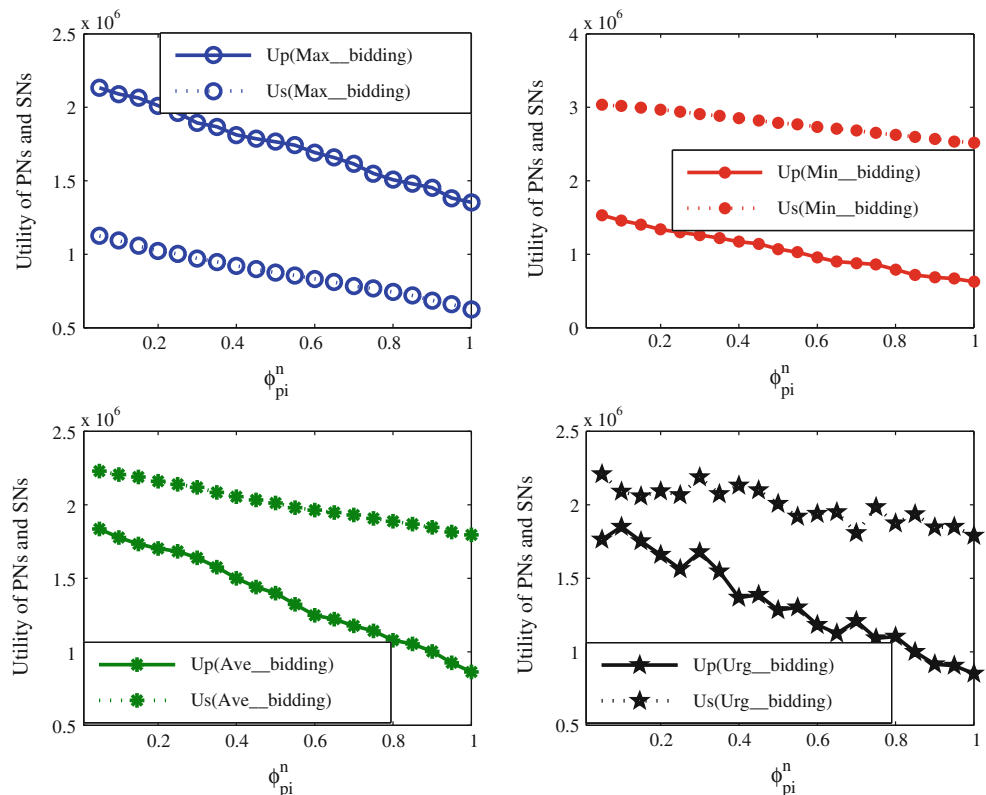 x 10^6
2.5
2
1.5
1
0.5
Utility of PNs and SNs
Up(Max__bidding)
Us(Max__bidding)
0.2 0.4 0.6 0.8 1
ϕ_pi^n
x 10^6
4
3
2
1
0
Utility of PNs and SNs
Up(Min__bidding)
Us(Min__bidding)
0.2 0.4 0.6 0.8 1
ϕ_pi^n
x 10^6
2.5
2
1.5
1
0.5
Utility of PNs and SNs
Up(Ave__bidding)
Us(Ave__bidding)
0.2 0.4 0.6 0.8 1
ϕ_pi^n
x 10^6
2.5
2
1.5
1
0.5
Utility of PNs and SNs
Up(Urg__bidding)
Us(Urg__bidding)
0.2 0.4 0.6 0.8 1
ϕ_pi^n